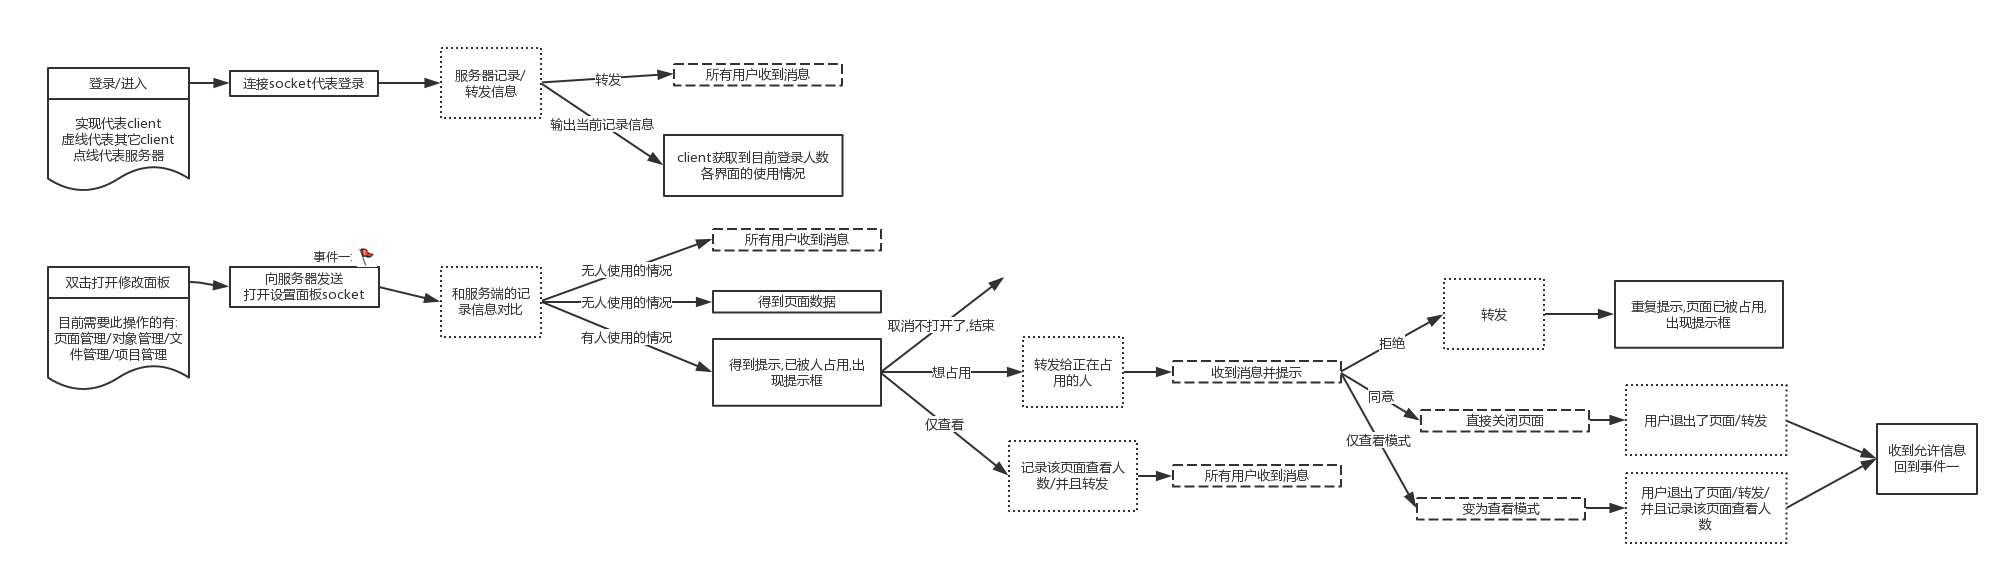 登录/进入
实现代表client
虚线代表其它client
点线代表服务器
连接socket代表登录
服务器记录/
转发信息
转发
所有用户收到消息
输出当前记录信息
client获取到目前登录人数
各界面的使用情况
双击打开修改面板
目前需要此操作的有:
页面管理/对象管理/文
件管理/项目管理
事件一:
向服务器发送
打开设置面板socket
和服务端的记
录信息对比
无人使用的情况
所有用户收到消息
无人使用的情况
得到页面数据
有人使用的情况
得到提示,已被人占用,出
现提示框
取消不打开了,结束
想占用
转发给正在占
用的人
收到消息并提示
仅查看
记录该页面查看人
数/并且转发
所有用户收到消息
拒绝
转发
重复提示,页面已被占用,
出现提示框
同意
直接关闭页面
用户退出了页面/转发
仅查看模式
变为查看模式
用户退出了页面/转发/
并且记录该页面查看人
数
收到允许信息
回到事件一